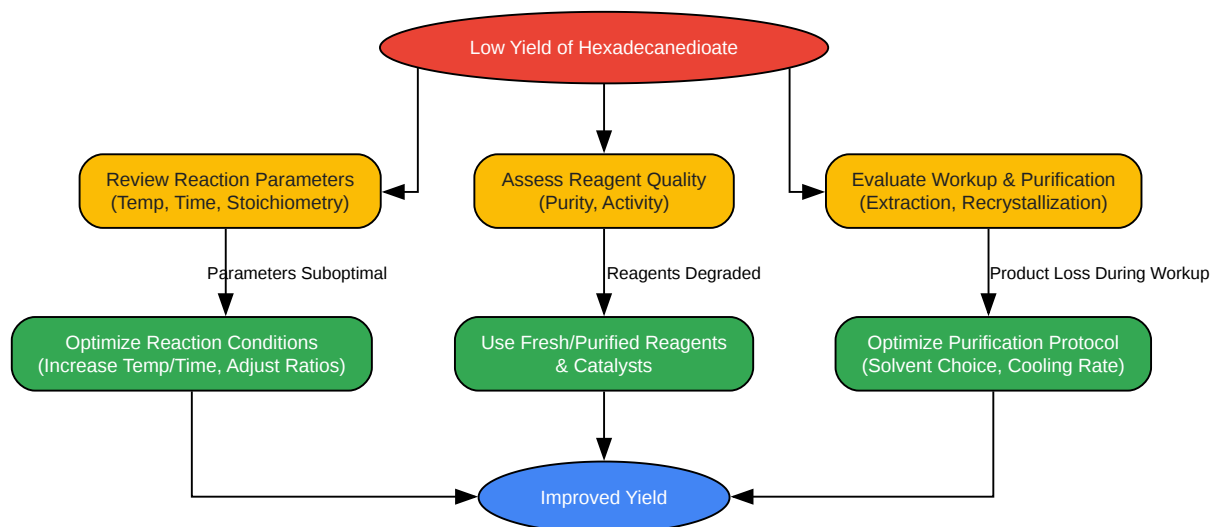 Low Yield of Hexadecanedioate
Review Reaction Parameters
(Temp, Time, Stoichiometry)
Assess Reagent Quality
(Purity, Activity)
Evaluate Workup & Purification
(Extraction, Recrystallization)
Parameters Suboptimal
Reagents Degraded
Product Loss During Workup
Optimize Reaction Conditions
(Increase Temp/Time, Adjust Ratios)
Use Fresh/Purified Reagents
& Catalysts
Optimize Purification Protocol
(Solvent Choice, Cooling Rate)
Improved Yield